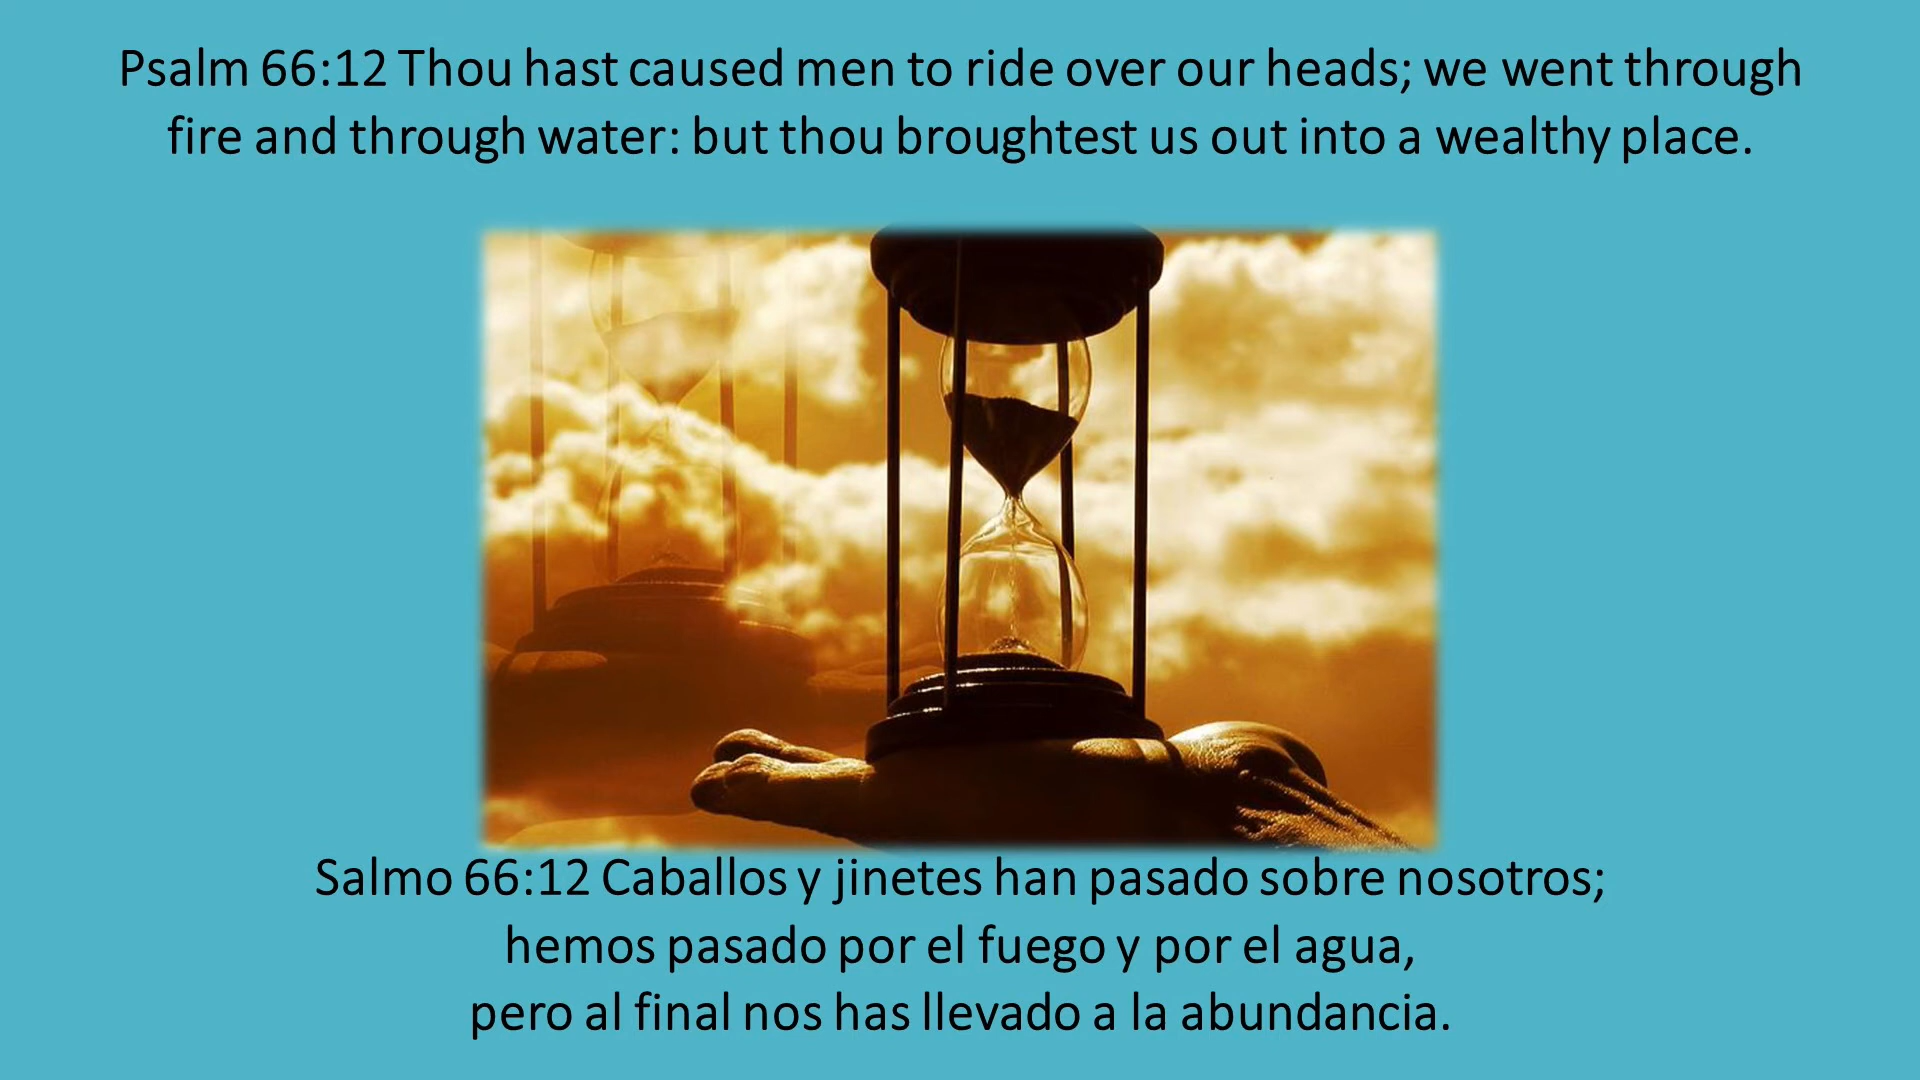 Psalm 66:12 Thou hast caused men to ride over our heads; we went through
fire and through water: but thou broughtest us out into a wealthy place.
Salmo 66:12 Caballos y jinetes han pasado sobre nosotros;
hemos pasado por el fuego y por el agua,
pero al final nos has llevado a la abundancia.